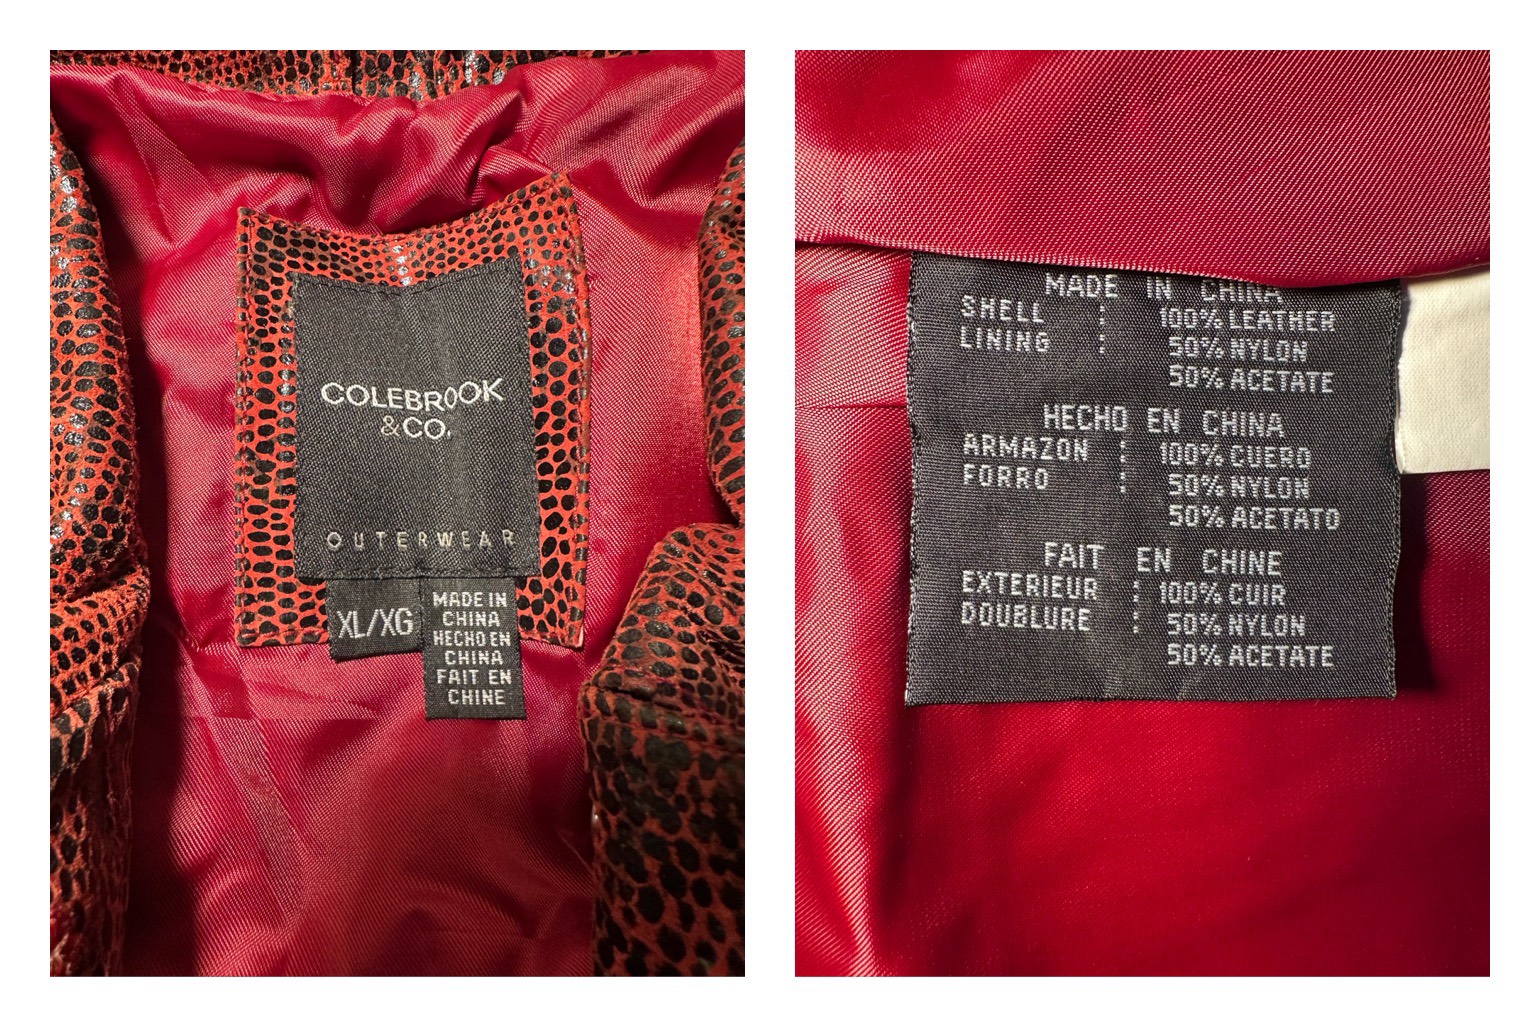 COLEBROOK
&CO.
OUTERWEAR
XL/XG
MADE IN
CHINA
HECHO EN
CHINA
FAIT EN
CHINE
MADE IN CHINA
SHELL : 100% LEATHER
LINING : 50% NYLON
50% ACETATE
HECHO EN CHINA
ARMAZON : 100% CUERO
FORRO : 50% NYLON
50% ACETATO
FAIT EN CHINE
EXTERIEUR : 100% CUIR
DOUBLURE : 50% NYLON
50% ACETATE